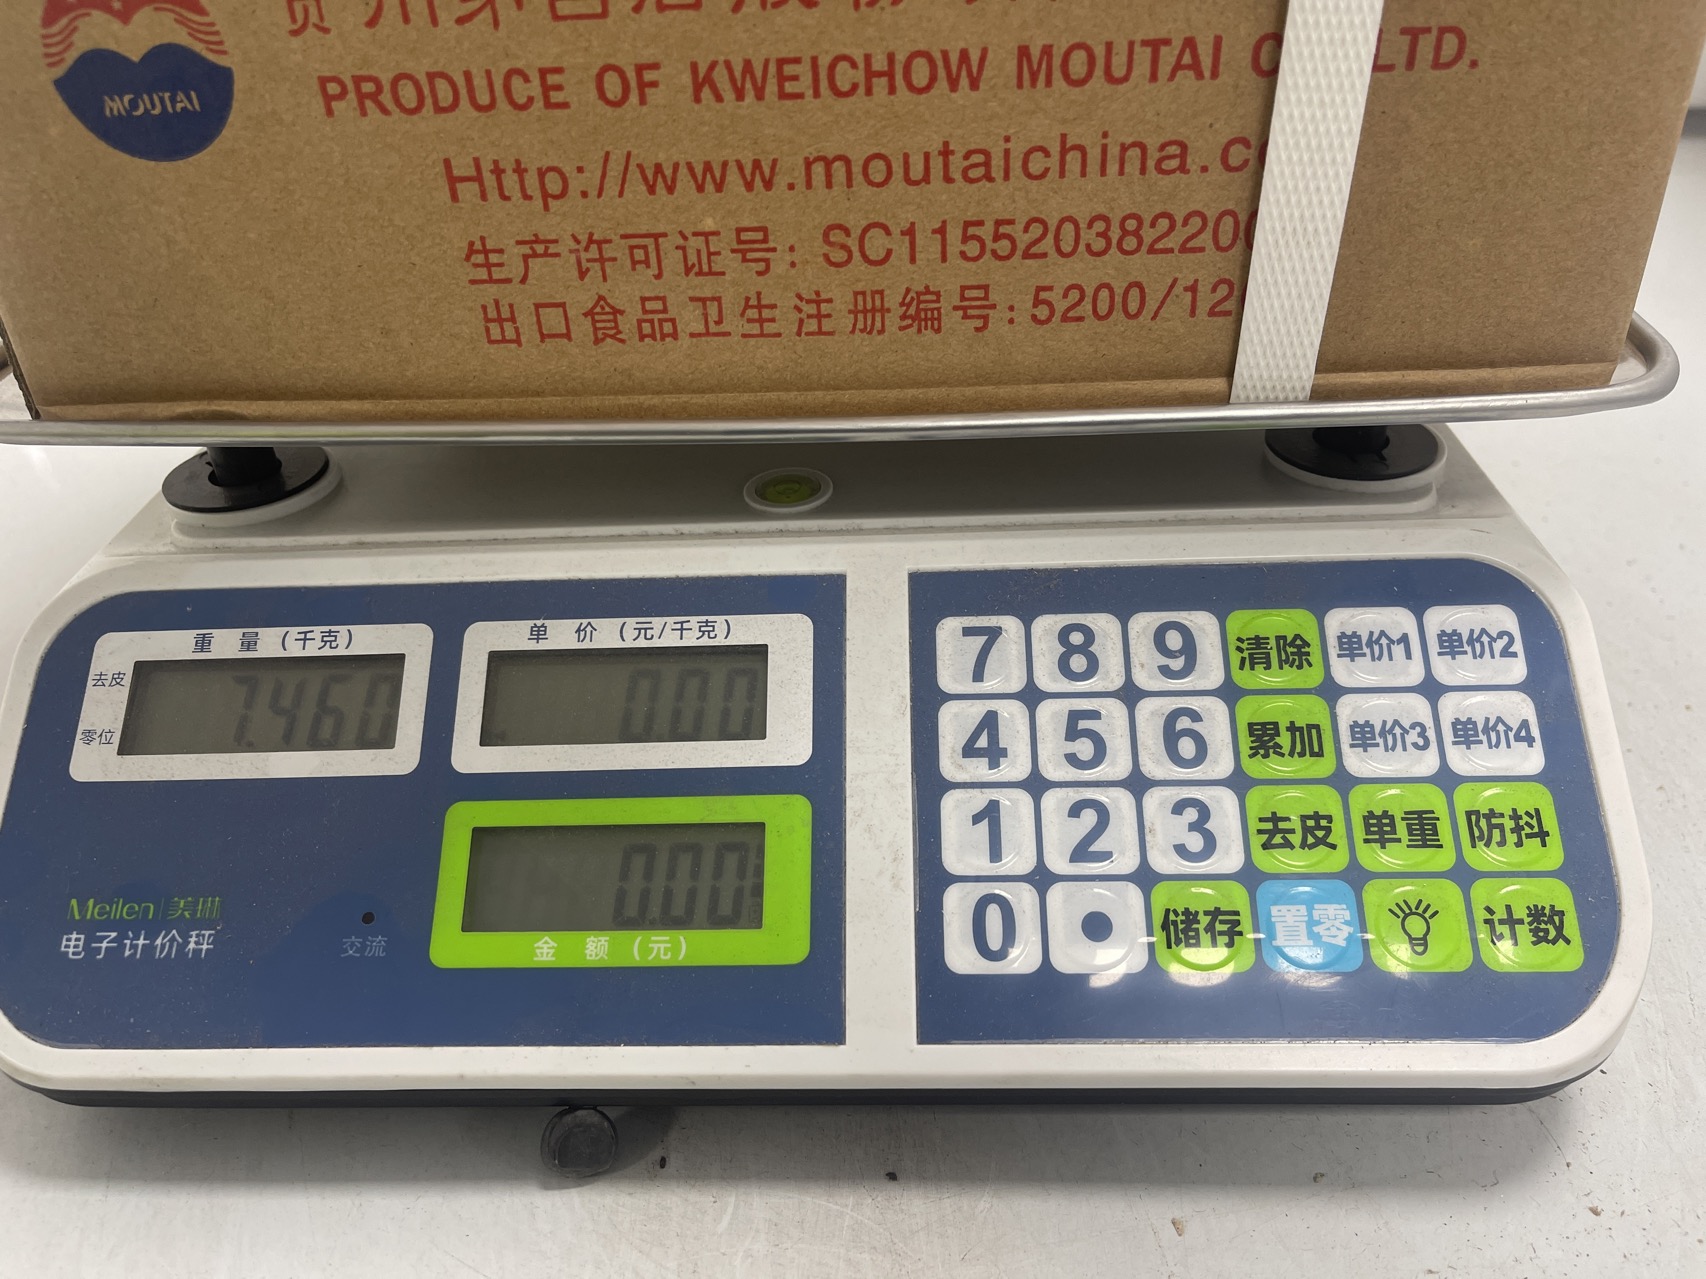 MOUTAI
PRODUCE OF KWEICHOW MOUTAI C LTD.
Http://www.moutaichina.c
生产许可证号: SC11552038220
出口食品卫生注册编号:5200/12
重 量 (千克)
单 价 (元/千克)
去皮
零位
7.460
0.00
0.00
金 额 (元)
Meilen 美琳
电子计价秤
交流
7 8 9 清除 单价1 单价2
4 5 6 累加 单价3 单价4
1 2 3 去皮 单重 防抖
0 • 储存 置零 计数